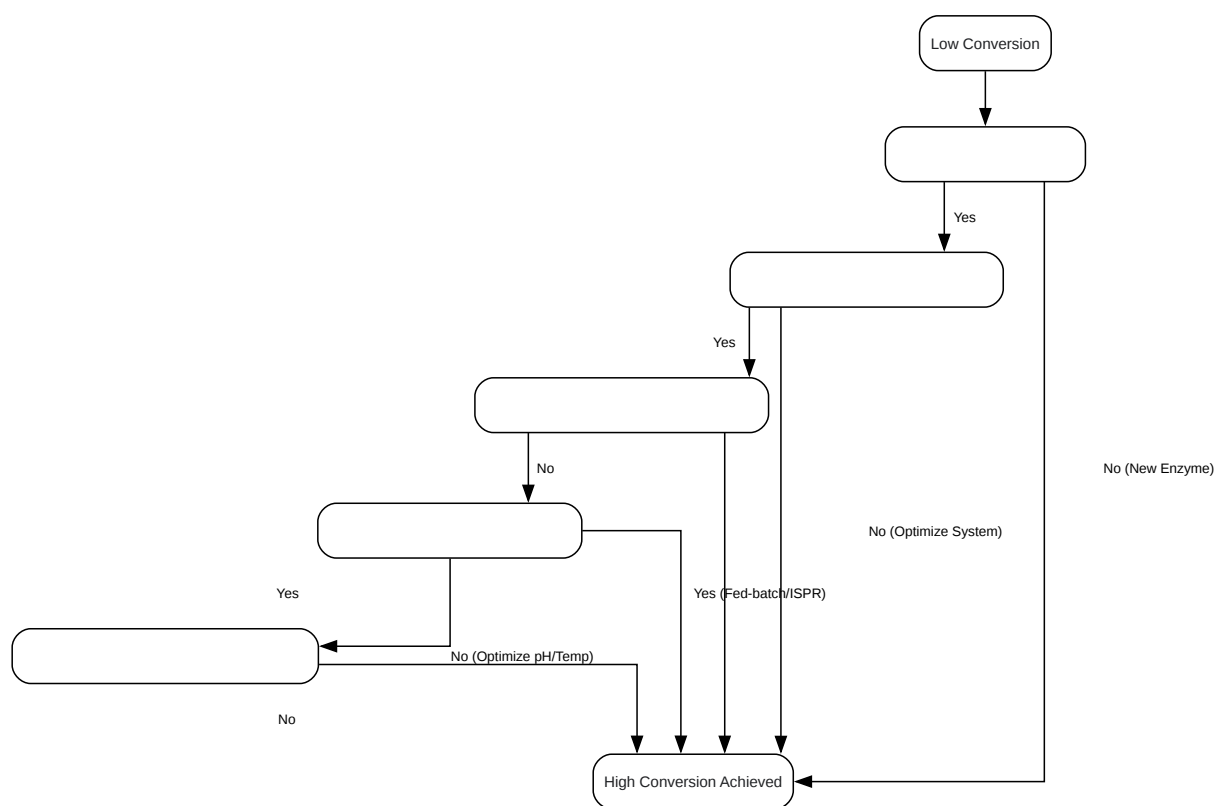 Low Conversion
Yes
Yes
No
No (New Enzyme)
No (Optimize System)
Yes
Yes (Fed-batch/ISPR)
No (Optimize pH/Temp)
No
High Conversion Achieved